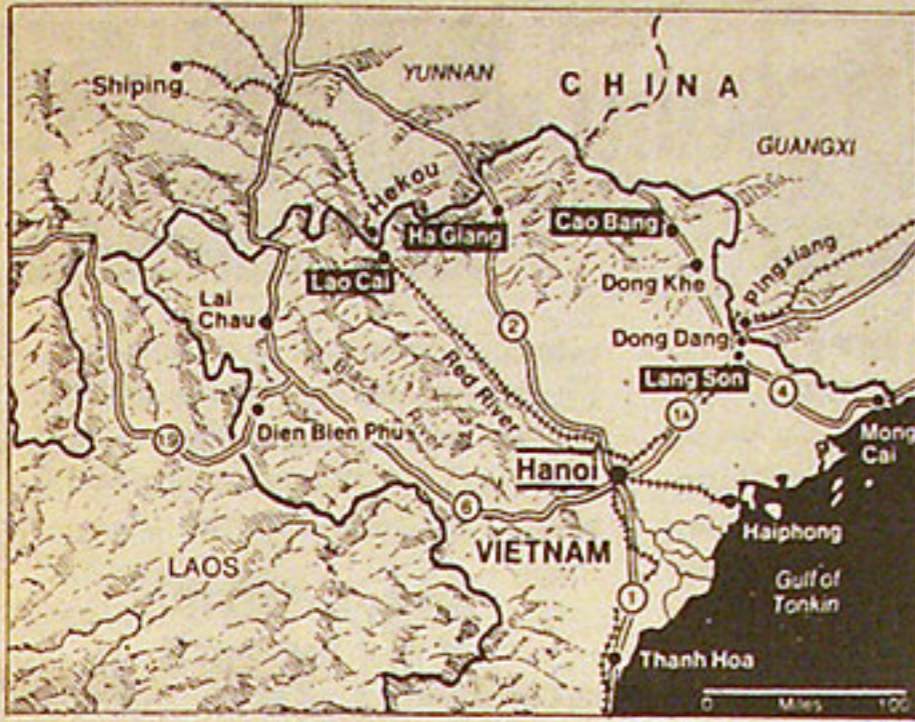 Shiping
YUNNAN
CHINA
GUANGXI
Hekou
Ha Giang
Cao Bang
Lao Cai
Dong Khe
Pingxiang
Lai
Chau
2
Dong Dang
Lang Son
4
Black
River
Red River
1A
Mong
Cai
19
Dien Bien Phu
Hanoi
6
VIETNAM
Haiphong
LAOS
Gulf of
Tonkin
1
Thanh Hoa
0 Miles 100